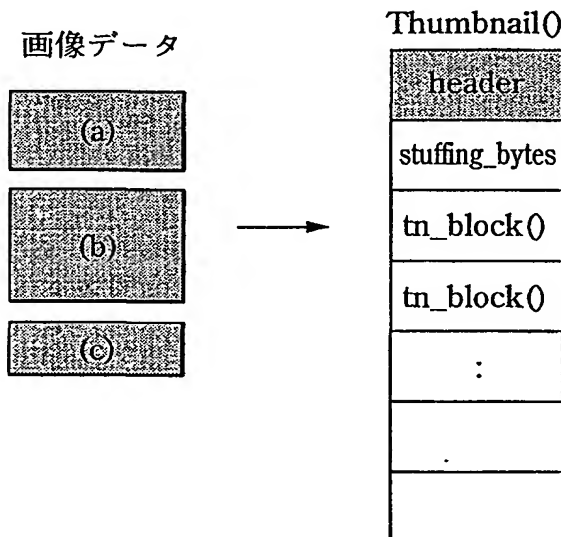 画像データ
(a)
(b)
(c)
Thumbnail()
header
stuffing_bytes
tn_block()
tn_block()
: